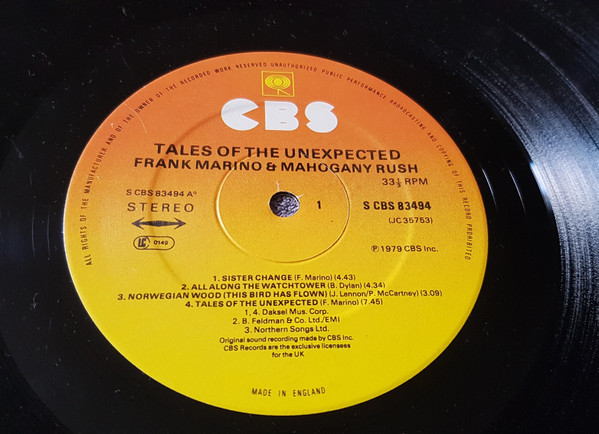 ALL RIGHTS OF THE MANUFACTURER AND OF THE OWNER OF THE RECORDED WORK RESERVED UNAUTHORISED PUBLIC PERFORMANCE BROADCASTING AND COPYING OF THIS RECORD PROHIBITED
CBS
TALES OF THE UNEXPECTED
FRANK MARINO & MAHOGANY RUSH
33⅓ RPM
S CBS 83494 A⁰
STEREO
LC 0149
1
S CBS 83494
(JC 35753)
℗ 1979 CBS Inc.
1. SISTER CHANGE (F. Marino) (4.43)
2. ALL ALONG THE WATCHTOWER (B. Dylan) (4.34)
3. NORWEGIAN WOOD (THIS BIRD HAS FLOWN) (J. Lennon/P. McCartney) (3.09)
4. TALES OF THE UNEXPECTED (F. Marino) (7.45)
1., 4. Daksel Mus. Corp.
2. B. Feldman & Co. Ltd./EMI
3. Northern Songs Ltd.
Original sound recording made by CBS Inc.
CBS Records are the exclusive licensees
for the UK
MADE IN ENGLAND